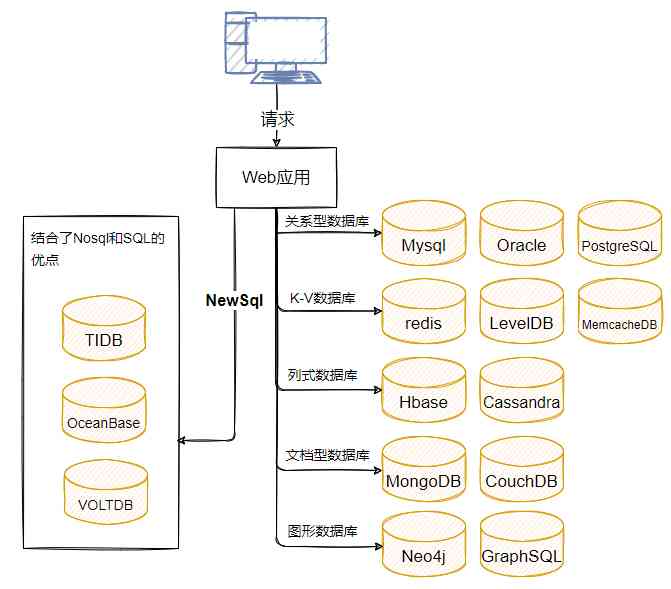 请求
Web应用
结合了Nosql和SQL的
优点
TIDB
OceanBase
VOLTDB
NewSql
关系型数据库
Mysql
Oracle
PostgreSQL
K-V数据库
redis
LevelDB
MemcacheDB
列式数据库
Hbase
Cassandra
文档型数据库
MongoDB
CouchDB
图形数据库
Neo4j
GraphSQL